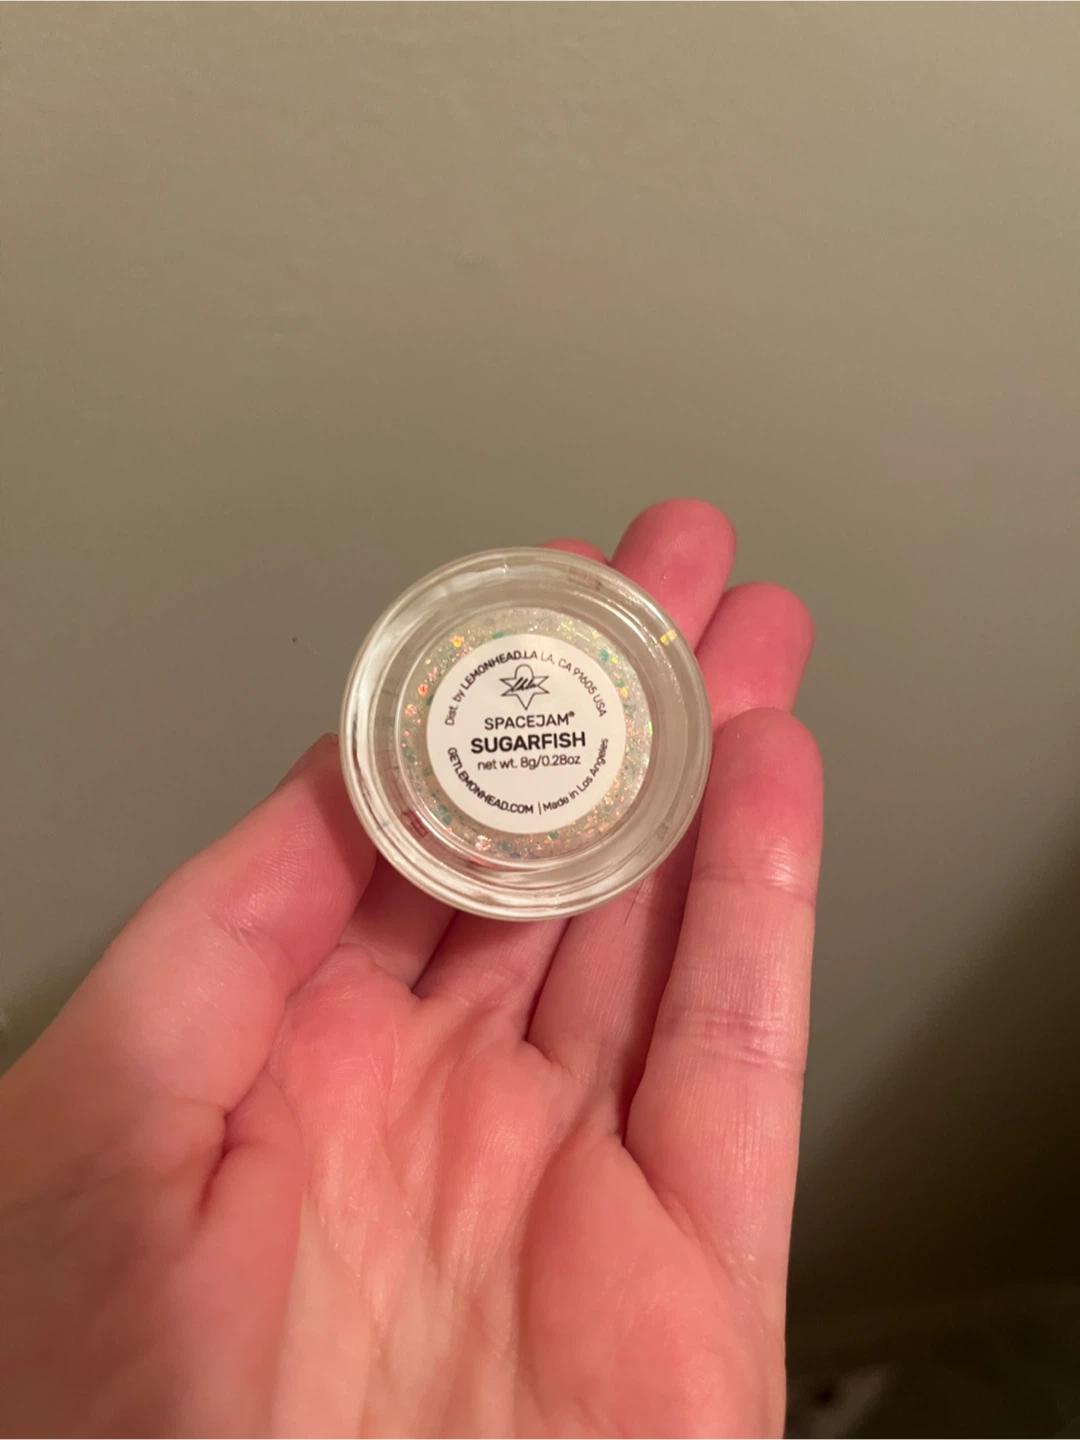 Dist. by LEMONHEAD.LA LA, CA 91605 USA
lhla
SPACEJAM®
SUGARFISH
net wt. 8g/0.28oz
GETLEMONHEAD.COM | Made in Los Angeles